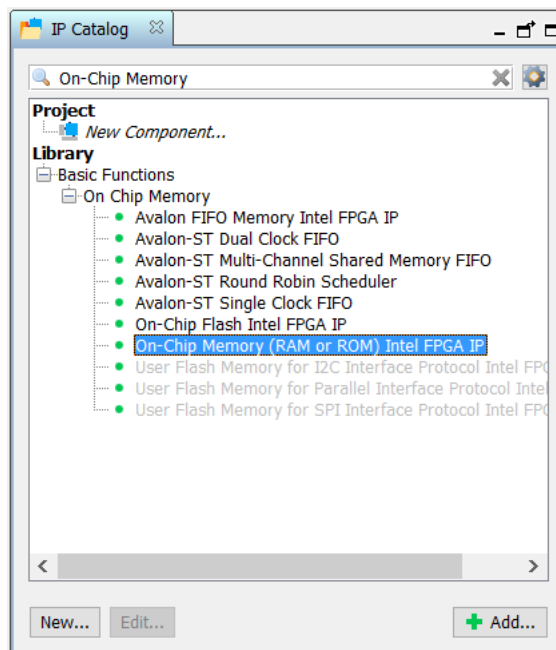 IP Catalog
On-Chip Memory
Project
New Component...
Library
Basic Functions
On Chip Memory
Avalon FIFO Memory Intel FPGA IP
Avalon-ST Dual Clock FIFO
Avalon-ST Multi-Channel Shared Memory FIFO
Avalon-ST Round Robin Scheduler
Avalon-ST Single Clock FIFO
On-Chip Flash Intel FPGA IP
On-Chip Memory (RAM or ROM) Intel FPGA IP
User Flash Memory for I2C Interface Protocol Intel FPG
User Flash Memory for Parallel Interface Protocol Intel
User Flash Memory for SPI Interface Protocol Intel FPG
New... Edit... Add...